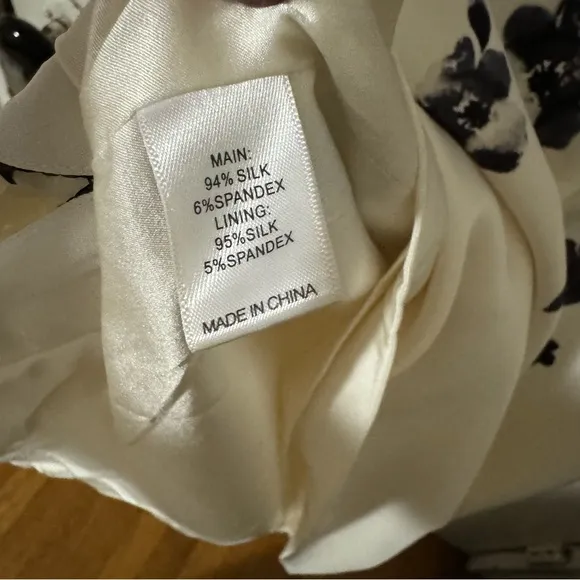 MAIN:
94% SILK
6%SPANDEX
LINING:
95%SILK
5%SPANDEX
MADE IN CHINA